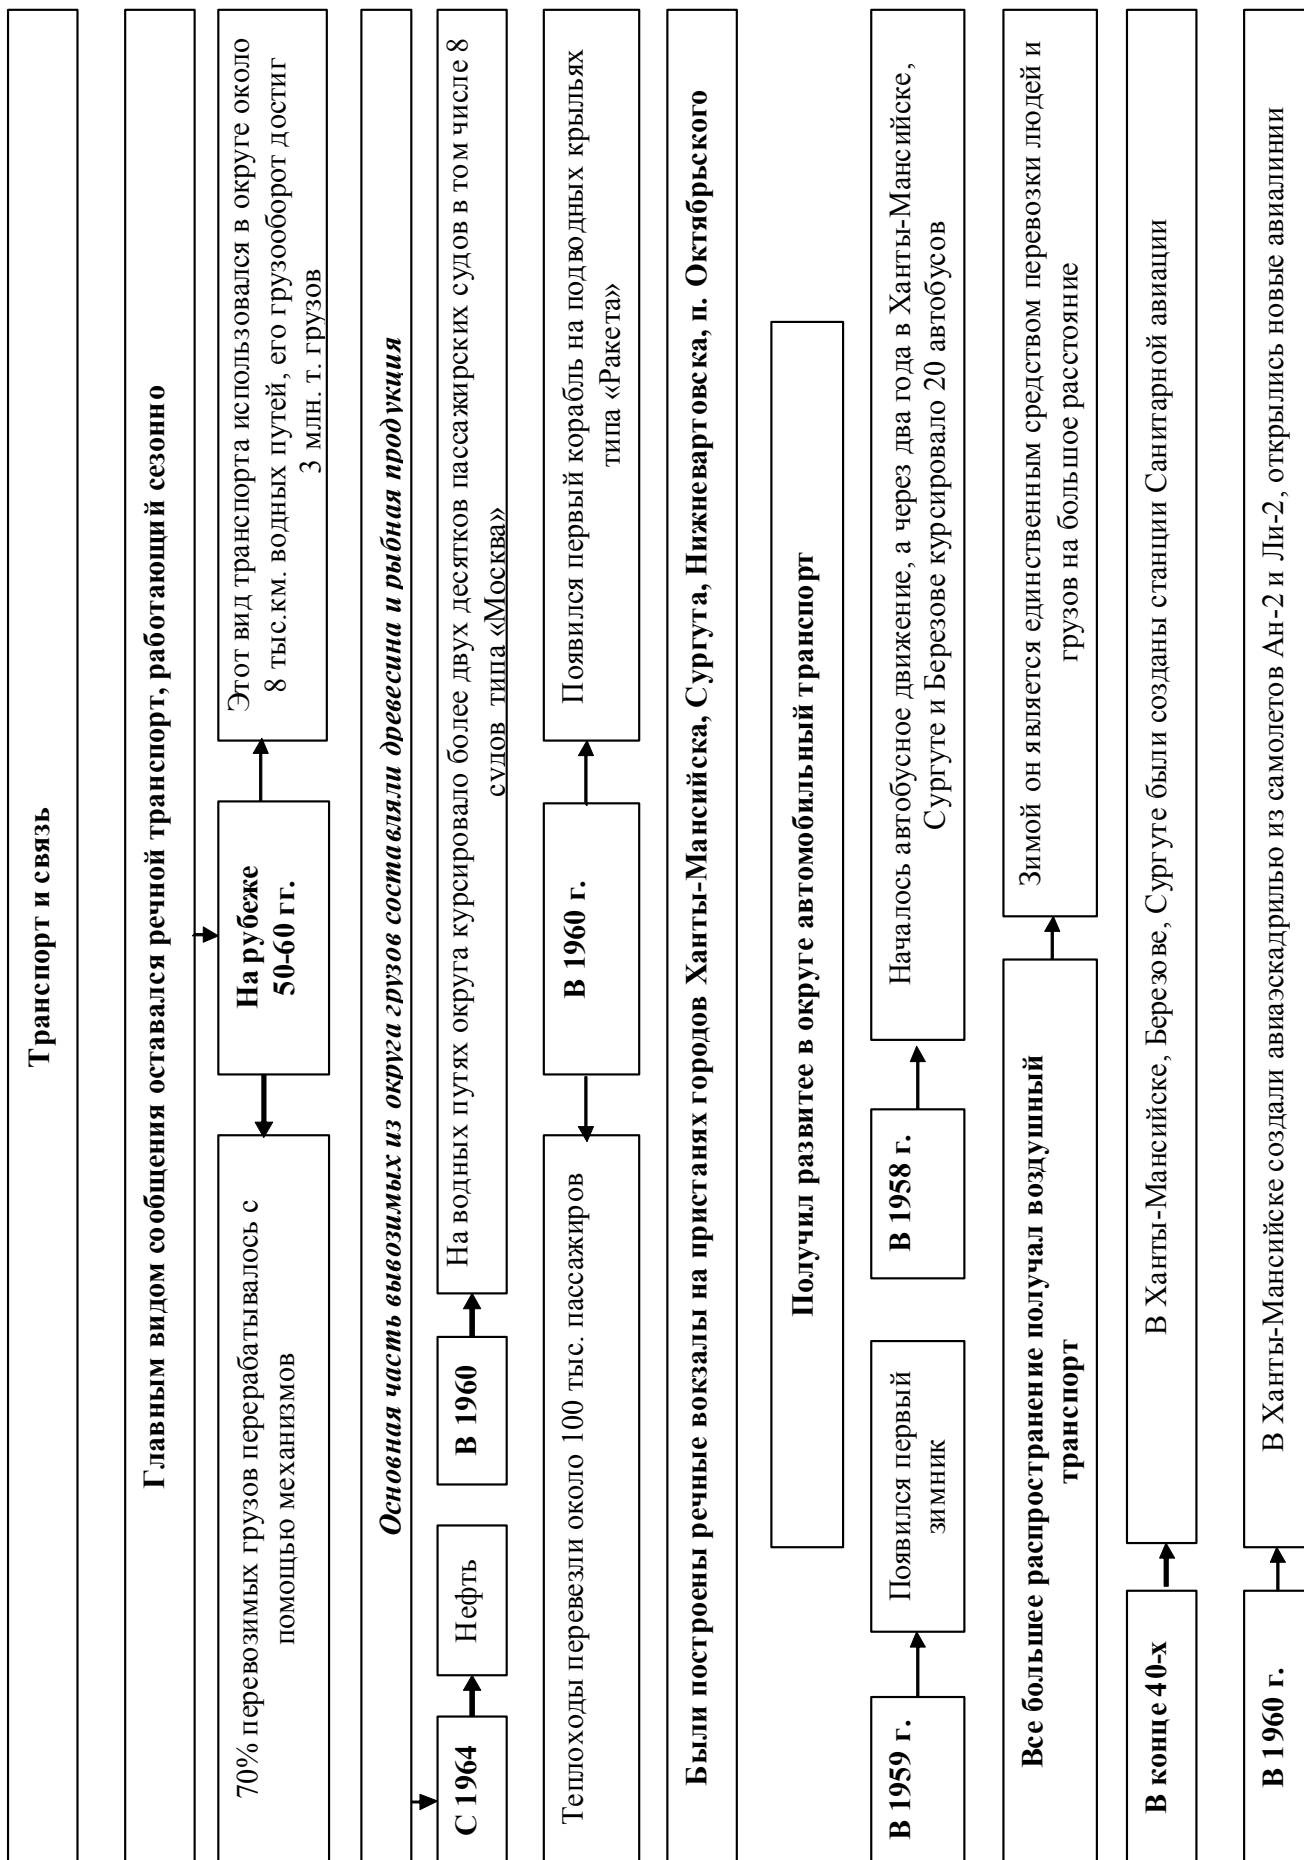 Транспорт и связь
Главным видом сообщения оставался речной транспорт, работающий сезонно
70% перевозимых грузов перерабатывалось с
помощью механизмов
На рубеже
50-60 гг.
Этот вид транспорта использовался в округе около
8 тыс.км. водных путей, его грузооборот достиг
3 млн. т. грузов
Основная часть вывозимых из округа грузов составляли древесина и рыбная продукция
С 1964
Нефть
В 1960
На водных путях округа курсировало более двух десятков пассажирских судов в том числе 8
судов типа «Москва»
Теплоходы перевезли около 100 тыс. пассажиров
В 1960 г.
Появился первый корабль на подводных крыльях
типа «Ракета»
Были построены речные вокзалы на пристанях городов Ханты-Мансийска, Сургута, Нижневартовска, п. Октябрьского
Получил развитее в округе автомобильный транспорт
В 1959 г.
Появился первый
зимник
В 1958 г.
Началось автобусное движение, а через два года в Ханты-Мансийске,
Сургуте и Березове курсировало 20 автобусов
Все большее распространение получал воздушный
транспорт
Зимой он является единственным средством перевозки людей и
грузов на большое расстояние
В конце 40-х
В Ханты-Мансийске, Березове, Сургуте были созданы станции Санитарной авиации
В 1960 г.
В Ханты-Мансийске создали авиаэскадрилью из самолетов Ан-2 и Ли-2, открылись новые авиалинии